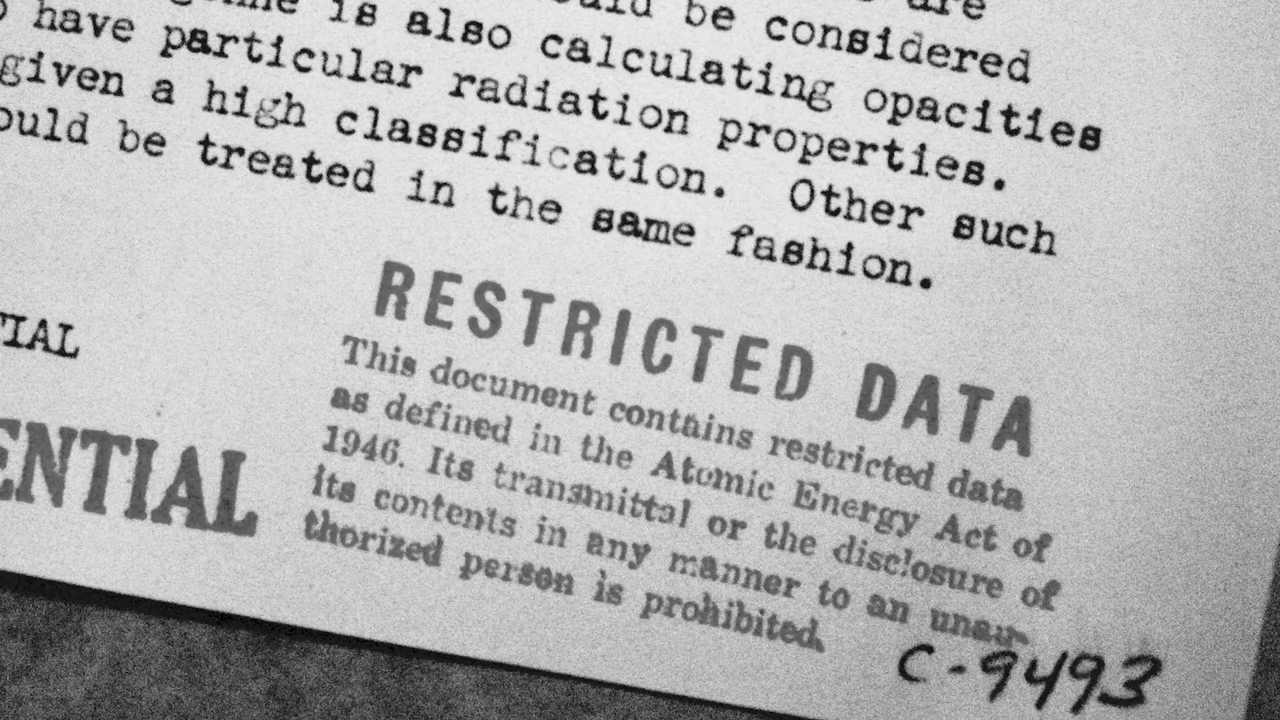 are
be considered
is also calculating opacities
have particular radiation properties.
given a high classification. Other such
be treated in the same fashion.
RESTRICTED DATA
This document contains restricted data
as defined in the Atomic Energy Act of
1946. Its transmittal or the disclosure of
its contents in any manner to an unau-
thorized person is prohibited.
TIAL
ENTIAL
C-9493